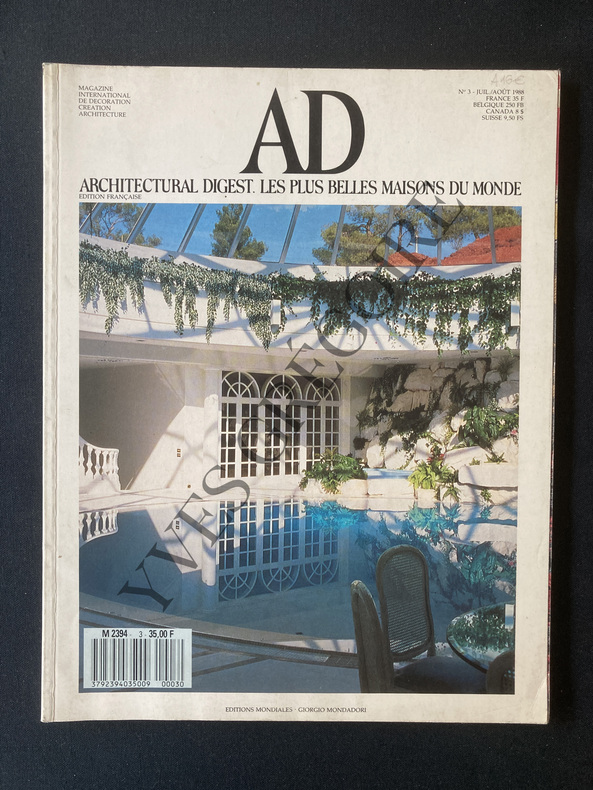 MAGAZINE
INTERNATIONAL
DE DECORATION
CREATION
ARCHITECTURE
AD
N° 3 - JUIL./AOÛT 1988
FRANCE 35 F
BELGIQUE 250 FB
CANADA 8 $
SUISSE 9,50 FS
ARCHITECTURAL DIGEST. LES PLUS BELLES MAISONS DU MONDE
EDITION FRANÇAISE
YVES GRÉGOIRE
M 2394 - 3 - 35,00 F
3792394035009 00030
EDITIONS MONDIALES - GIORGIO MONDADORI